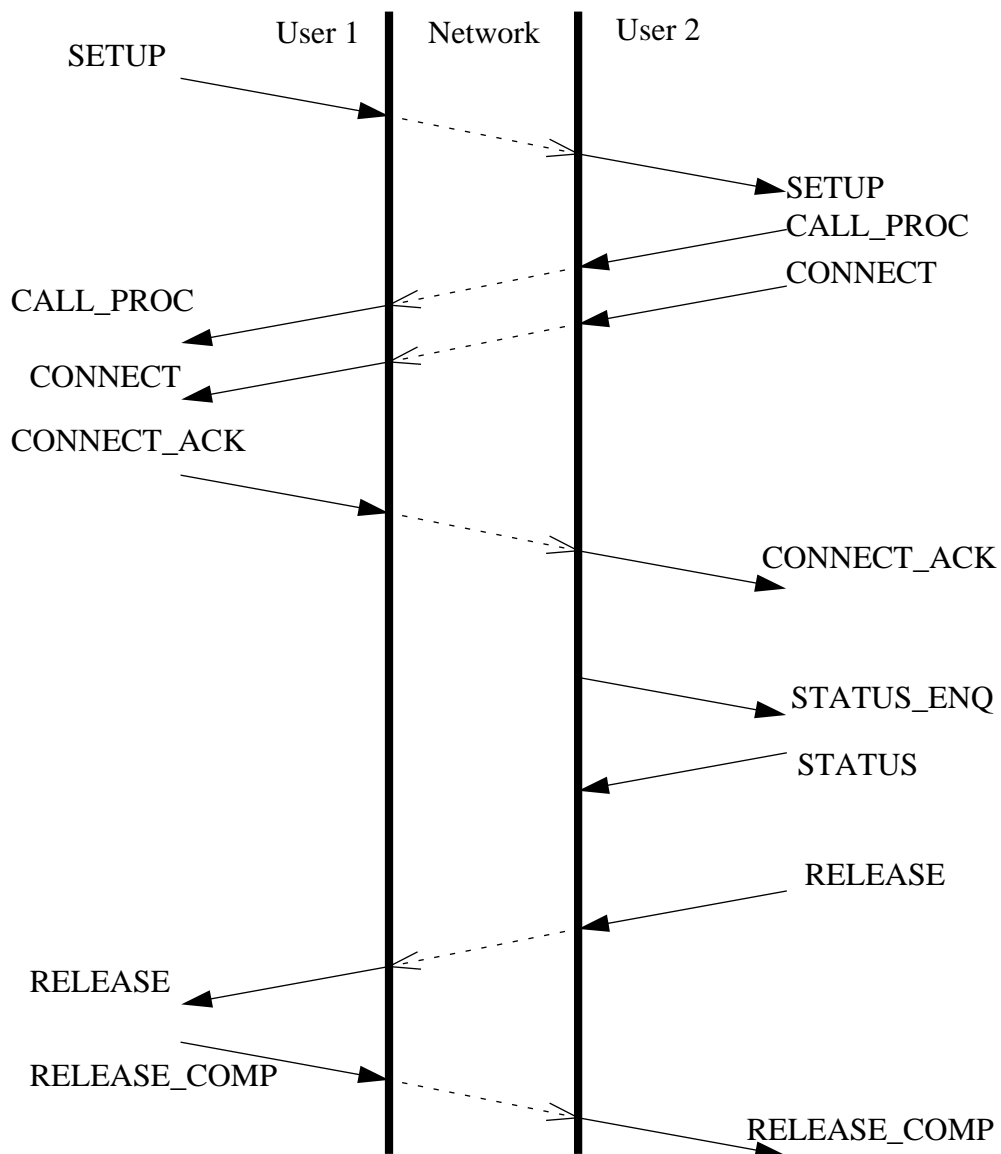 User 1
Network
User 2
SETUP
SETUP
CALL_PROC
CONNECT
CALL_PROC
CONNECT
CONNECT_ACK
CONNECT_ACK
STATUS_ENQ
STATUS
RELEASE
RELEASE
RELEASE_COMP
RELEASE_COMP